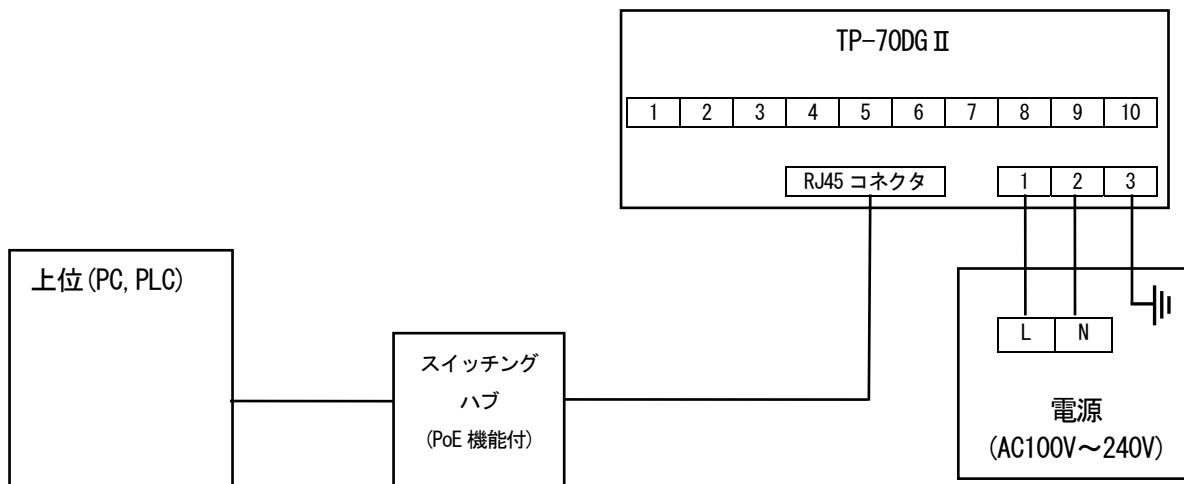 TP-70DGⅡ
1 2 3 4 5 6 7 8 9 10
RJ45 コネクタ 1 2 3
上位(PC, PLC)
スイッチング
ハブ
(PoE 機能付)
L N
電源
(AC100V～240V)